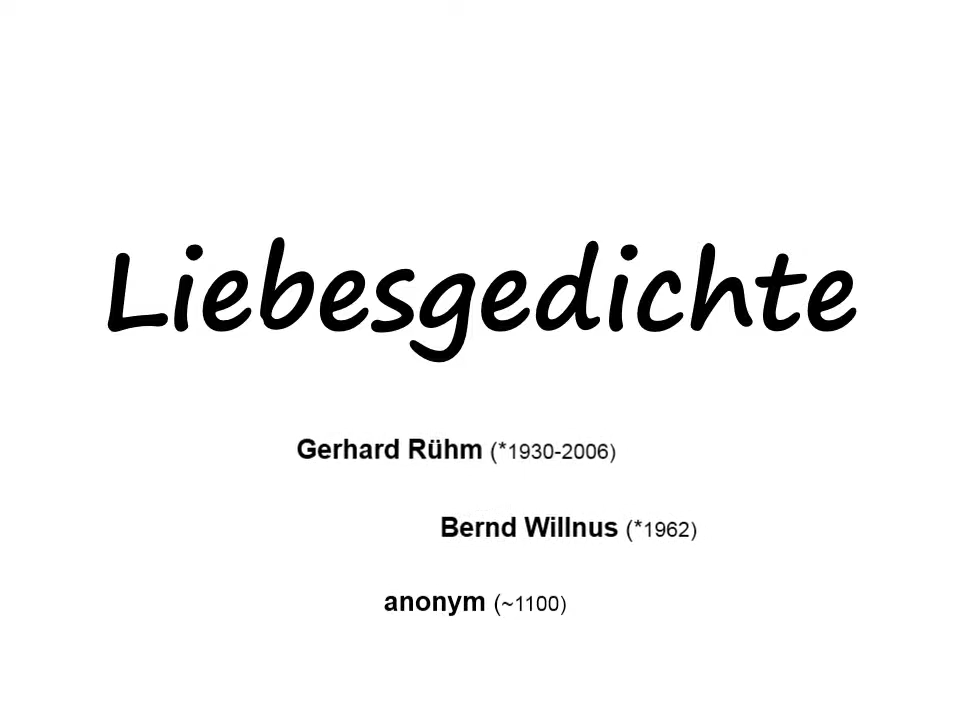 Liebesgedichte
Gerhard Rühm (*1930-2006)
Bernd Willnus (*1962)
anonym (~1100)